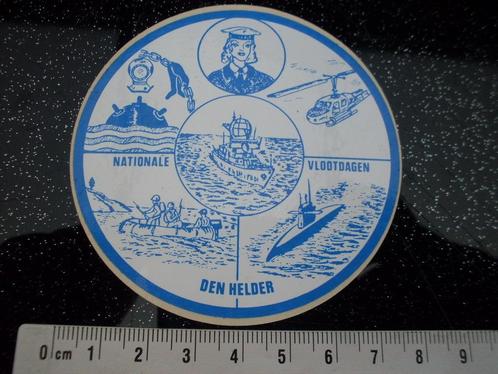 NATIONALE VLOOTDAGEN
DEN HELDER
0 cm 1 2 3 4 5 6 7 8 9